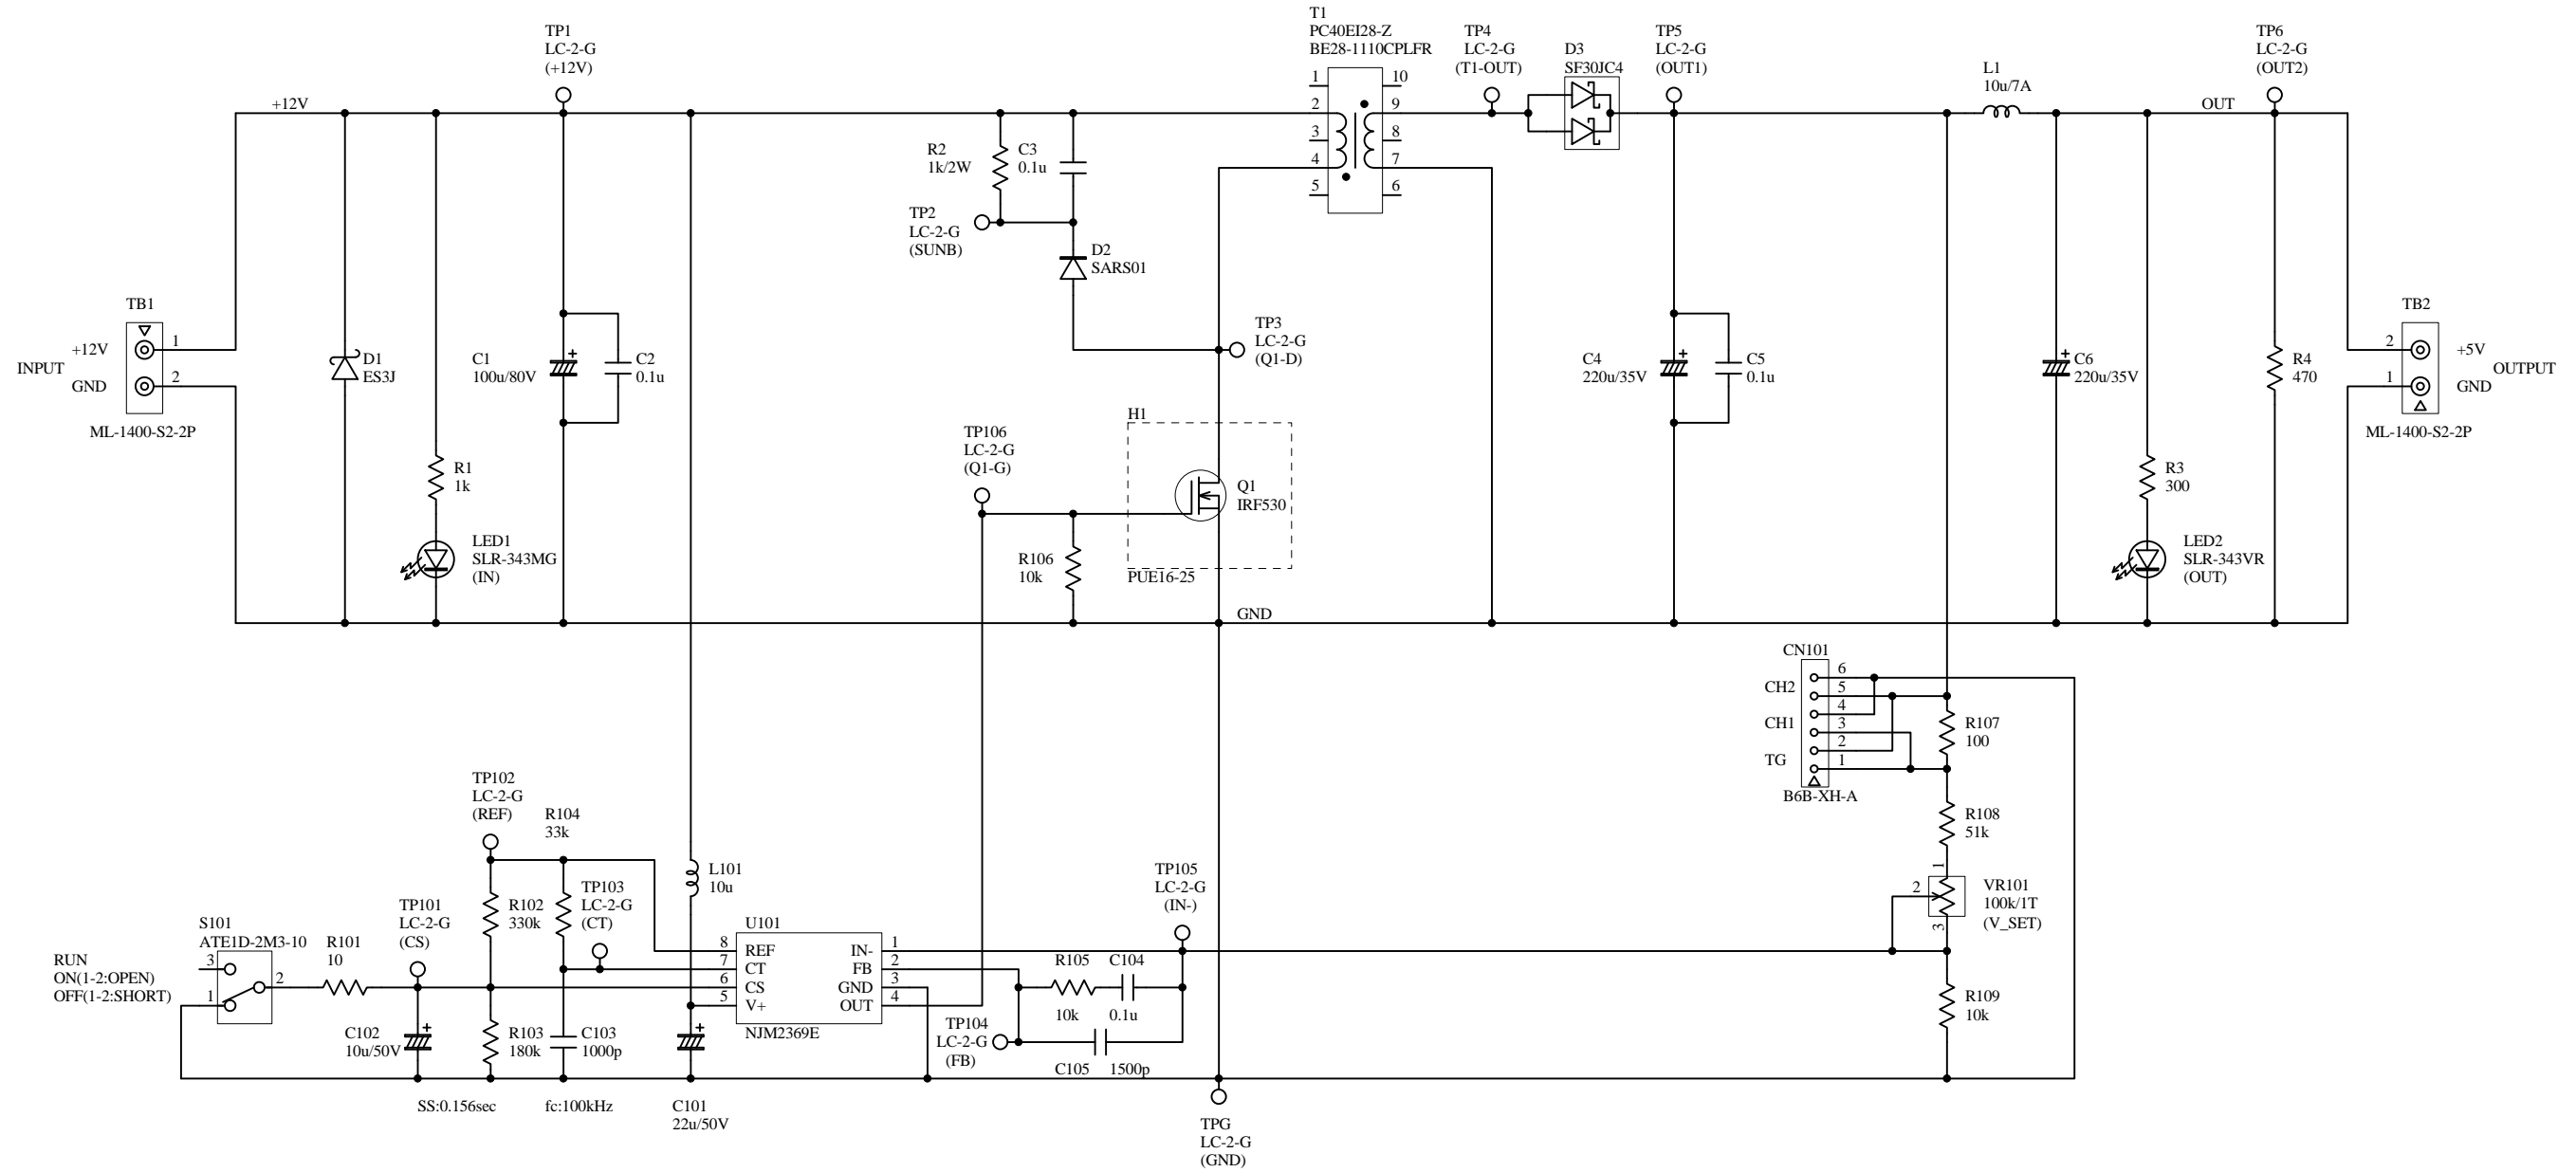 TP1
LC-2-G
(+12V)
T1
PC40EI28-Z
BE28-1110CPLFR
TP4
LC-2-G
(T1-OUT)
D3
SF30JC4
TP5
LC-2-G
(OUT1)
L1
10u/7A
TP6
LC-2-G
(OUT2)
+12V
OUT
1
2
3
4
5
10
9
8
7
6
R2
1k/2W
C3
0.1u
TP2
LC-2-G
(SUNB)
D2
SARS01
TB1
INPUT
+12V
GND
1
2
ML-1400-S2-2P
D1
ES3J
C1
100u/80V
+
C2
0.1u
TP3
LC-2-G
(Q1-D)
C4
220u/35V
+
C5
0.1u
+
C6
220u/35V
R4
470
TB2
2
1
+5V
GND
OUTPUT
ML-1400-S2-2P
R1
1k
LED1
SLR-343MG
(IN)
TP106
LC-2-G
(Q1-G)
H1
Q1
IRF530
PUE16-25
R106
10k
GND
R3
300
LED2
SLR-343VR
(OUT)
CN101
CH2
CH1
TG
6
5
4
3
2
1
B6B-XH-A
R107
100
R108
51k
1
2
3
VR101
100k/1T
(V_SET)
R109
10k
TP102
LC-2-G
(REF)
R104
33k
L101
10u
TP103
LC-2-G
(CT)
TP101
LC-2-G
(CS)
R102
330k
S101
ATE1D-2M3-10
R101
10
RUN
ON(1-2:OPEN)
OFF(1-2:SHORT)
3
2
1
C102
10u/50V
+
R103
180k
C103
1000p
U101
8
7
6
5
REF
CT
CS
V+
IN-
FB
GND
OUT
1
2
3
4
NJM2369E
+
TP105
LC-2-G
(IN-)
R105
10k
C104
0.1u
TP104
LC-2-G
(FB)
C105
1500p
SS:0.156sec
fc:100kHz
C101
22u/50V
TPG
LC-2-G
(GND)